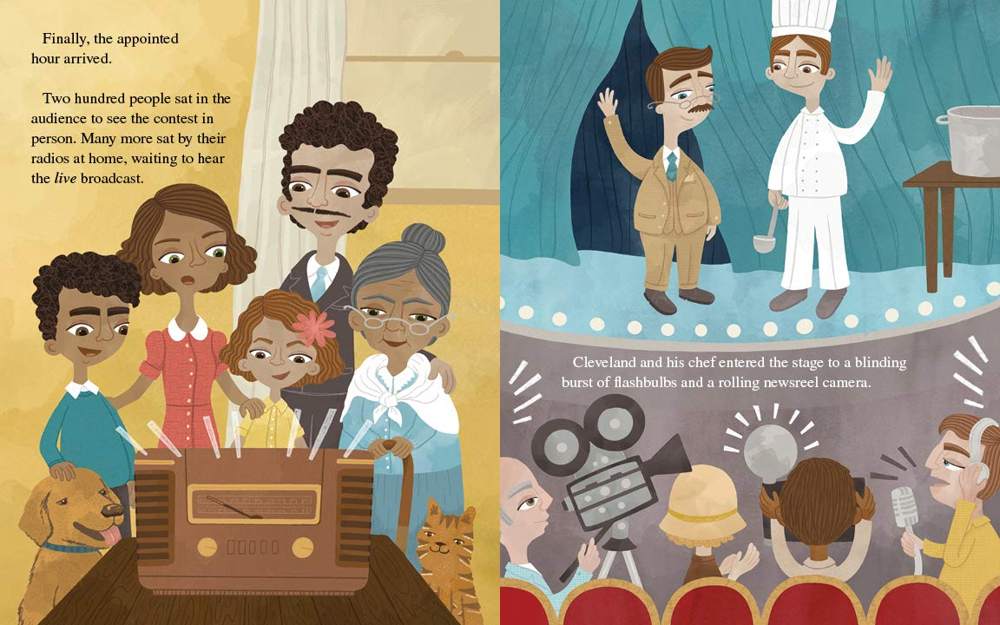 Finally, the appointed
hour arrived.
Two hundred people sat in the
audience to see the contest in
person. Many more sat by their
radios at home, waiting to hear
the live broadcast.
Cleveland and his chef entered the stage to a blinding
burst of flashbulbs and a rolling newsreel camera.